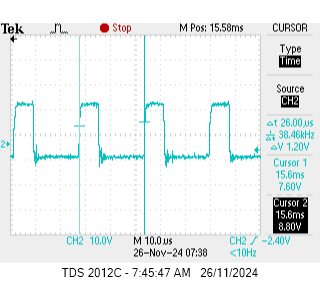 Tek Stop M Pos: 15.58ms CURSOR
Type
Time
Source
CH2
Δt 26.00µs
1/Δt 38.46kHz
ΔV 1.20V
Cursor 1
15.6ms
7.60V
Cursor 2
15.6ms
8.80V
2
CH2 10.0V M 10.0µs CH2 -2.40V
26-Nov-24 07:38 <10Hz
TDS 2012C - 7:45:47 AM 26/11/2024